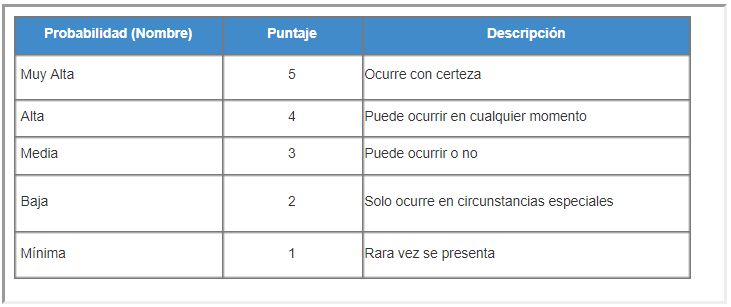 Probabilidad (Nombre) Puntaje Descripción
Muy Alta 5 Ocurre con certeza
Alta 4 Puede ocurrir en cualquier momento
Media 3 Puede ocurrir o no
Baja 2 Solo ocurre en circunstancias especiales
Mínima 1 Rara vez se presenta